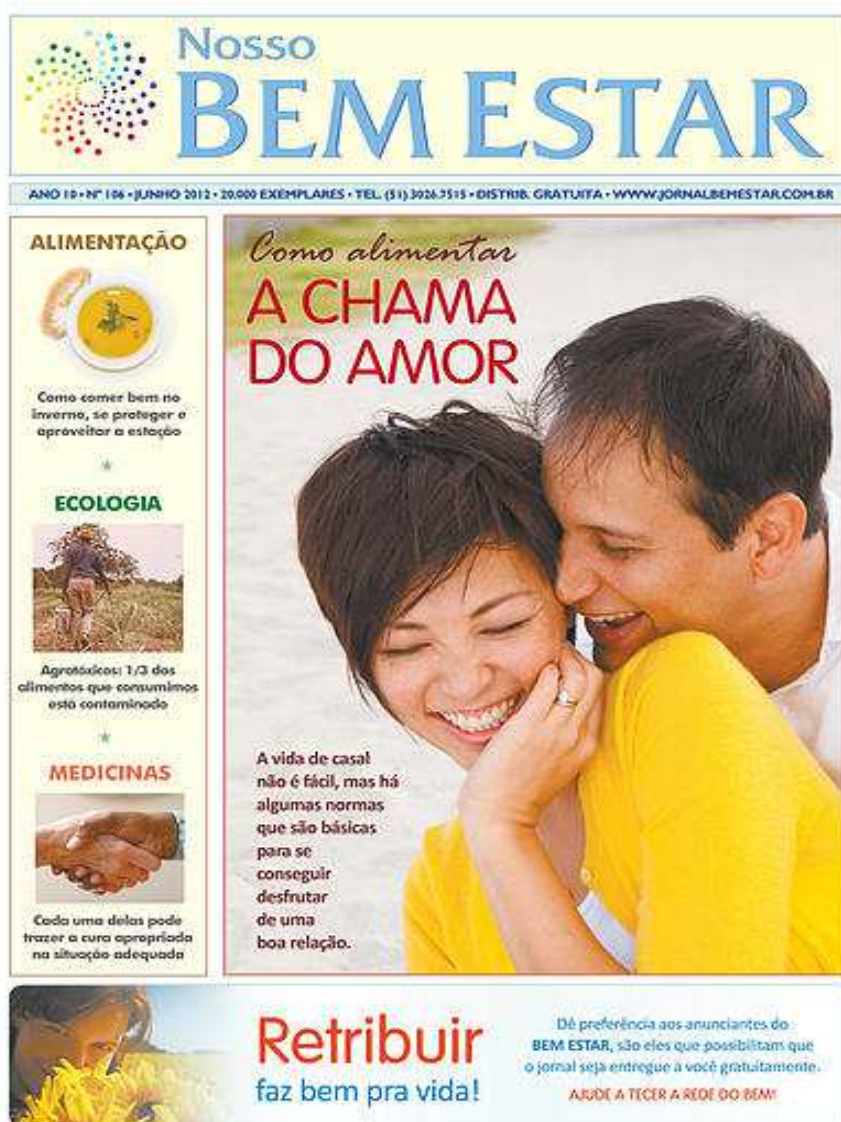 Nosso
BEM ESTAR
ANO 10 • Nº 106 • JUNHO 2012 • 20.000 EXEMPLARES • TEL. (51) 3026.7515 • DISTRIB. GRATUITA • WWW.JORNALBEMESTAR.COM.BR
ALIMENTAÇÃO
Como comer bem no
inverno, se proteger e
aproveitar a estação
ECOLOGIA
Agrotóxicos: 1/3 dos
alimentos que consumimos
está contaminado
MEDICINAS
Cada uma delas pode
trazer a cura apropriada
na situação adequada
Como alimentar
A CHAMA
DO AMOR
A vida de casal
não é fácil, mas há
algumas normas
que são básicas
para se
conseguir
desfrutar
de uma
boa relação.
Retribuir
faz bem pra vida!
Dê preferência aos anunciantes do
BEM ESTAR, são eles que possibilitam que
o jornal seja entregue a você gratuitamente.
AJUDE A TECER A REDE DO BEM!